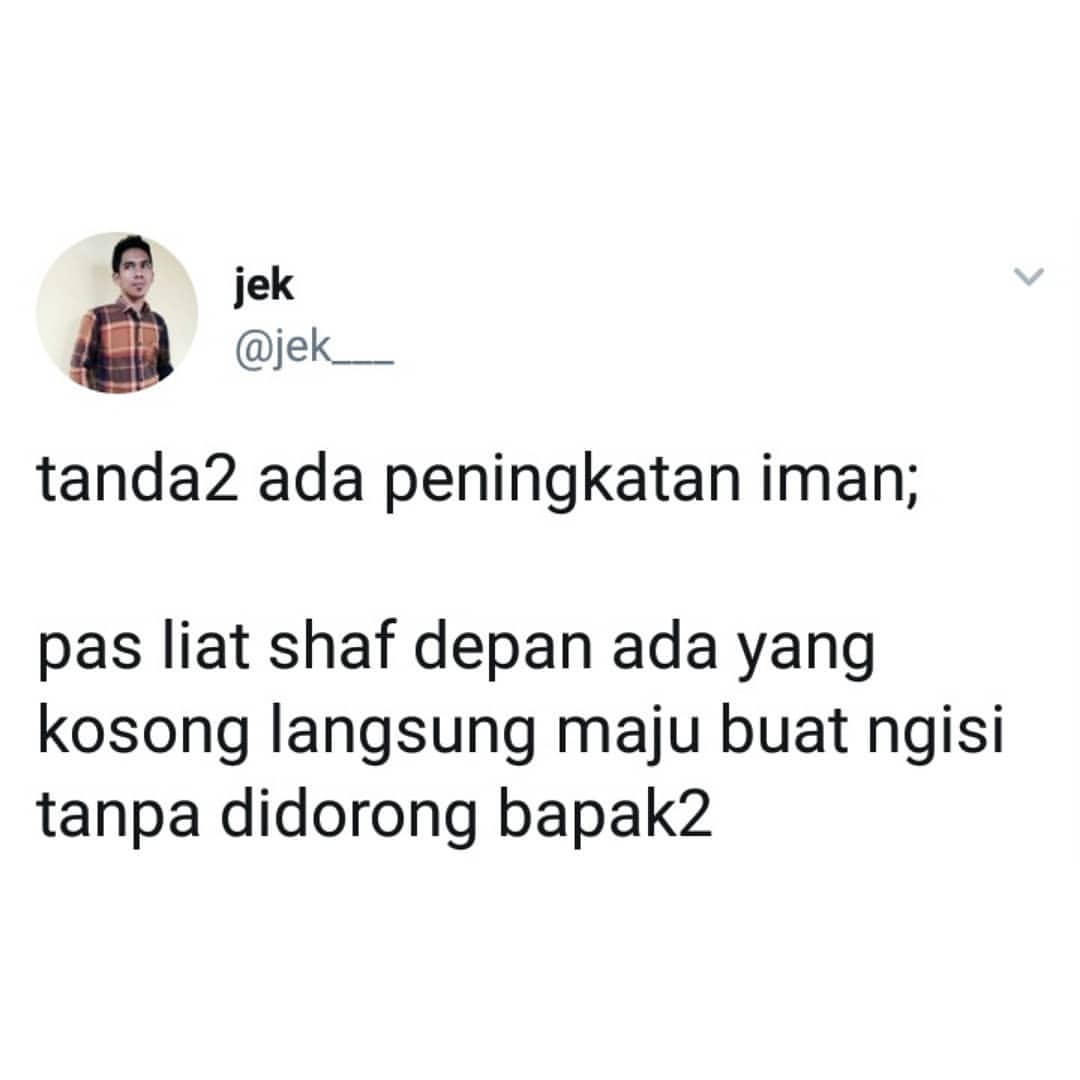 jek
@jek___
tanda2 ada peningkatan iman;
pas liat shaf depan ada yang
kosong langsung maju buat ngisi
tanpa didorong bapak2